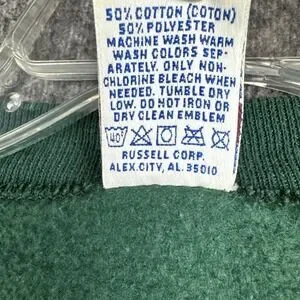 50% COTTON (COTON)
50% POLYESTER
MACHINE WASH WARM
WASH COLORS SEP-
ARATELY. ONLY NON-
CHLORINE BLEACH WHEN
NEEDED. TUMBLE DRY
LOW. DO NOT IRON OR
DRY CLEAN EMBLEM
40°
RUSSELL CORP.
ALEX.CITY, AL.35010